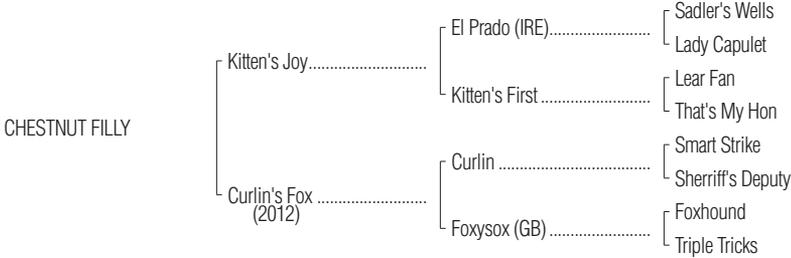 Sadler's Wells
El Prado (IRE)........................
Lady Capulet
Kitten's Joy............................
Lear Fan
Kitten's First ..........................
That's My Hon
CHESTNUT FILLY
Smart Strike
Curlin ....................................
Sherriff's Deputy
Curlin's Fox ..........................
(2012)
Foxhound
Foxysox (GB) ........................
Triple Tricks